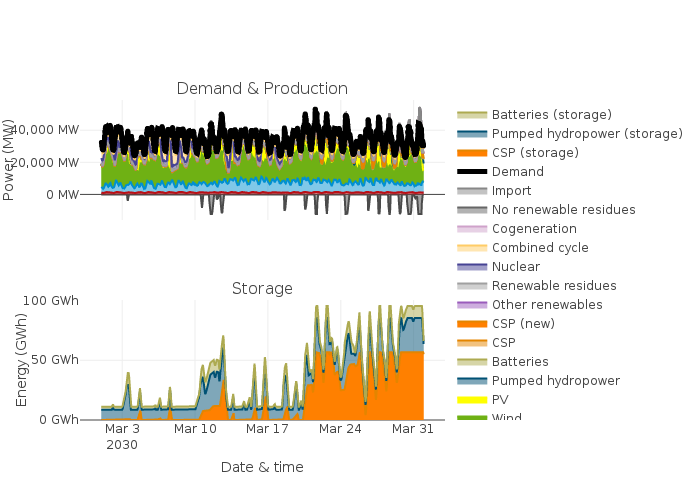 Demand & Production
Power (MW)
40,000 MW
20,000 MW
0 MW
Storage
Energy (GWh)
100 GWh
50 GWh
0 GWh
Mar 3
2030
Mar 10
Mar 17
Mar 24
Mar 31
Date & time
Batteries (storage)
Pumped hydropower (storage)
CSP (storage)
Demand
Import
No renewable residues
Cogeneration
Combined cycle
Nuclear
Renewable residues
Other renewables
CSP (new)
CSP
Batteries
Pumped hydropower
PV
Wind